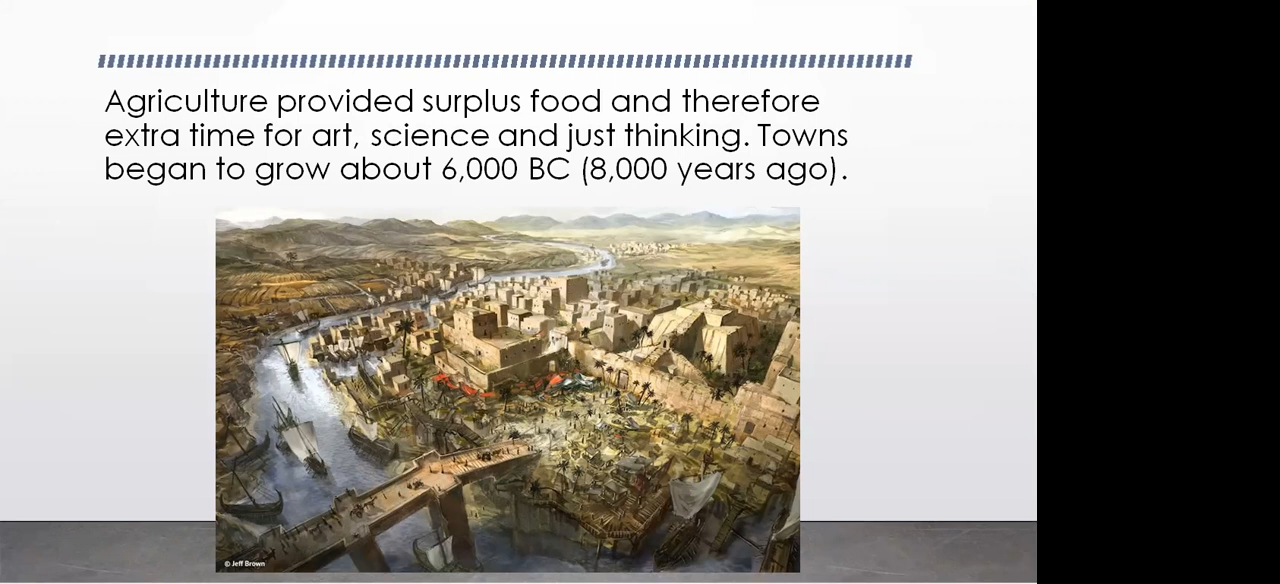 Agriculture provided surplus food and therefore
extra time for art, science and just thinking. Towns
began to grow about 6,000 BC (8,000 years ago).
© Jeff Brown